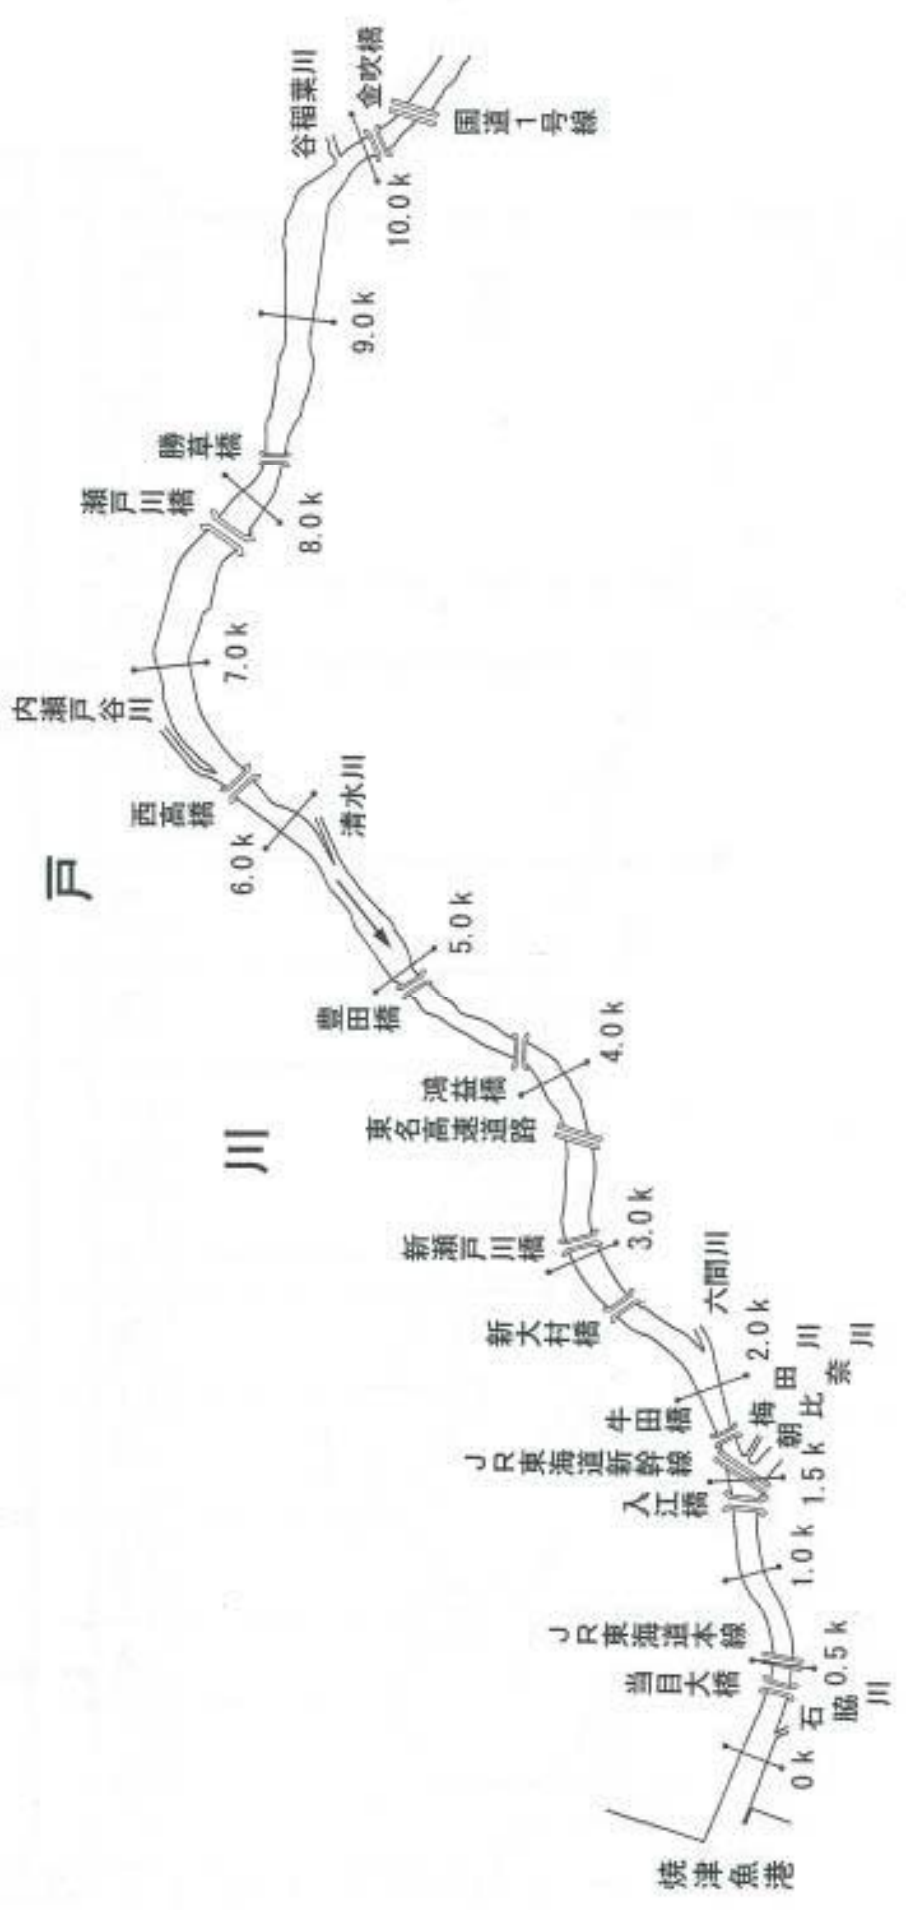 谷稲葉川
金吹橋
国道1号線
10.0k
9.0k
勝草橋
瀬戸川橋
8.0k
7.0k
内瀬戸谷川
西高橋
6.0k
清水川
戸
5.0k
豊田橋
4.0k
鴻益橋
東名高速道路
川
新瀬戸川橋
3.0k
新大村橋
六間川
2.0k
牛田橋
梅田川
朝比奈川
JR東海道新幹線
1.5k
入江橋
1.0k
JR東海道本線
0.5k
当目大橋
石脇川
0k
焼津魚港